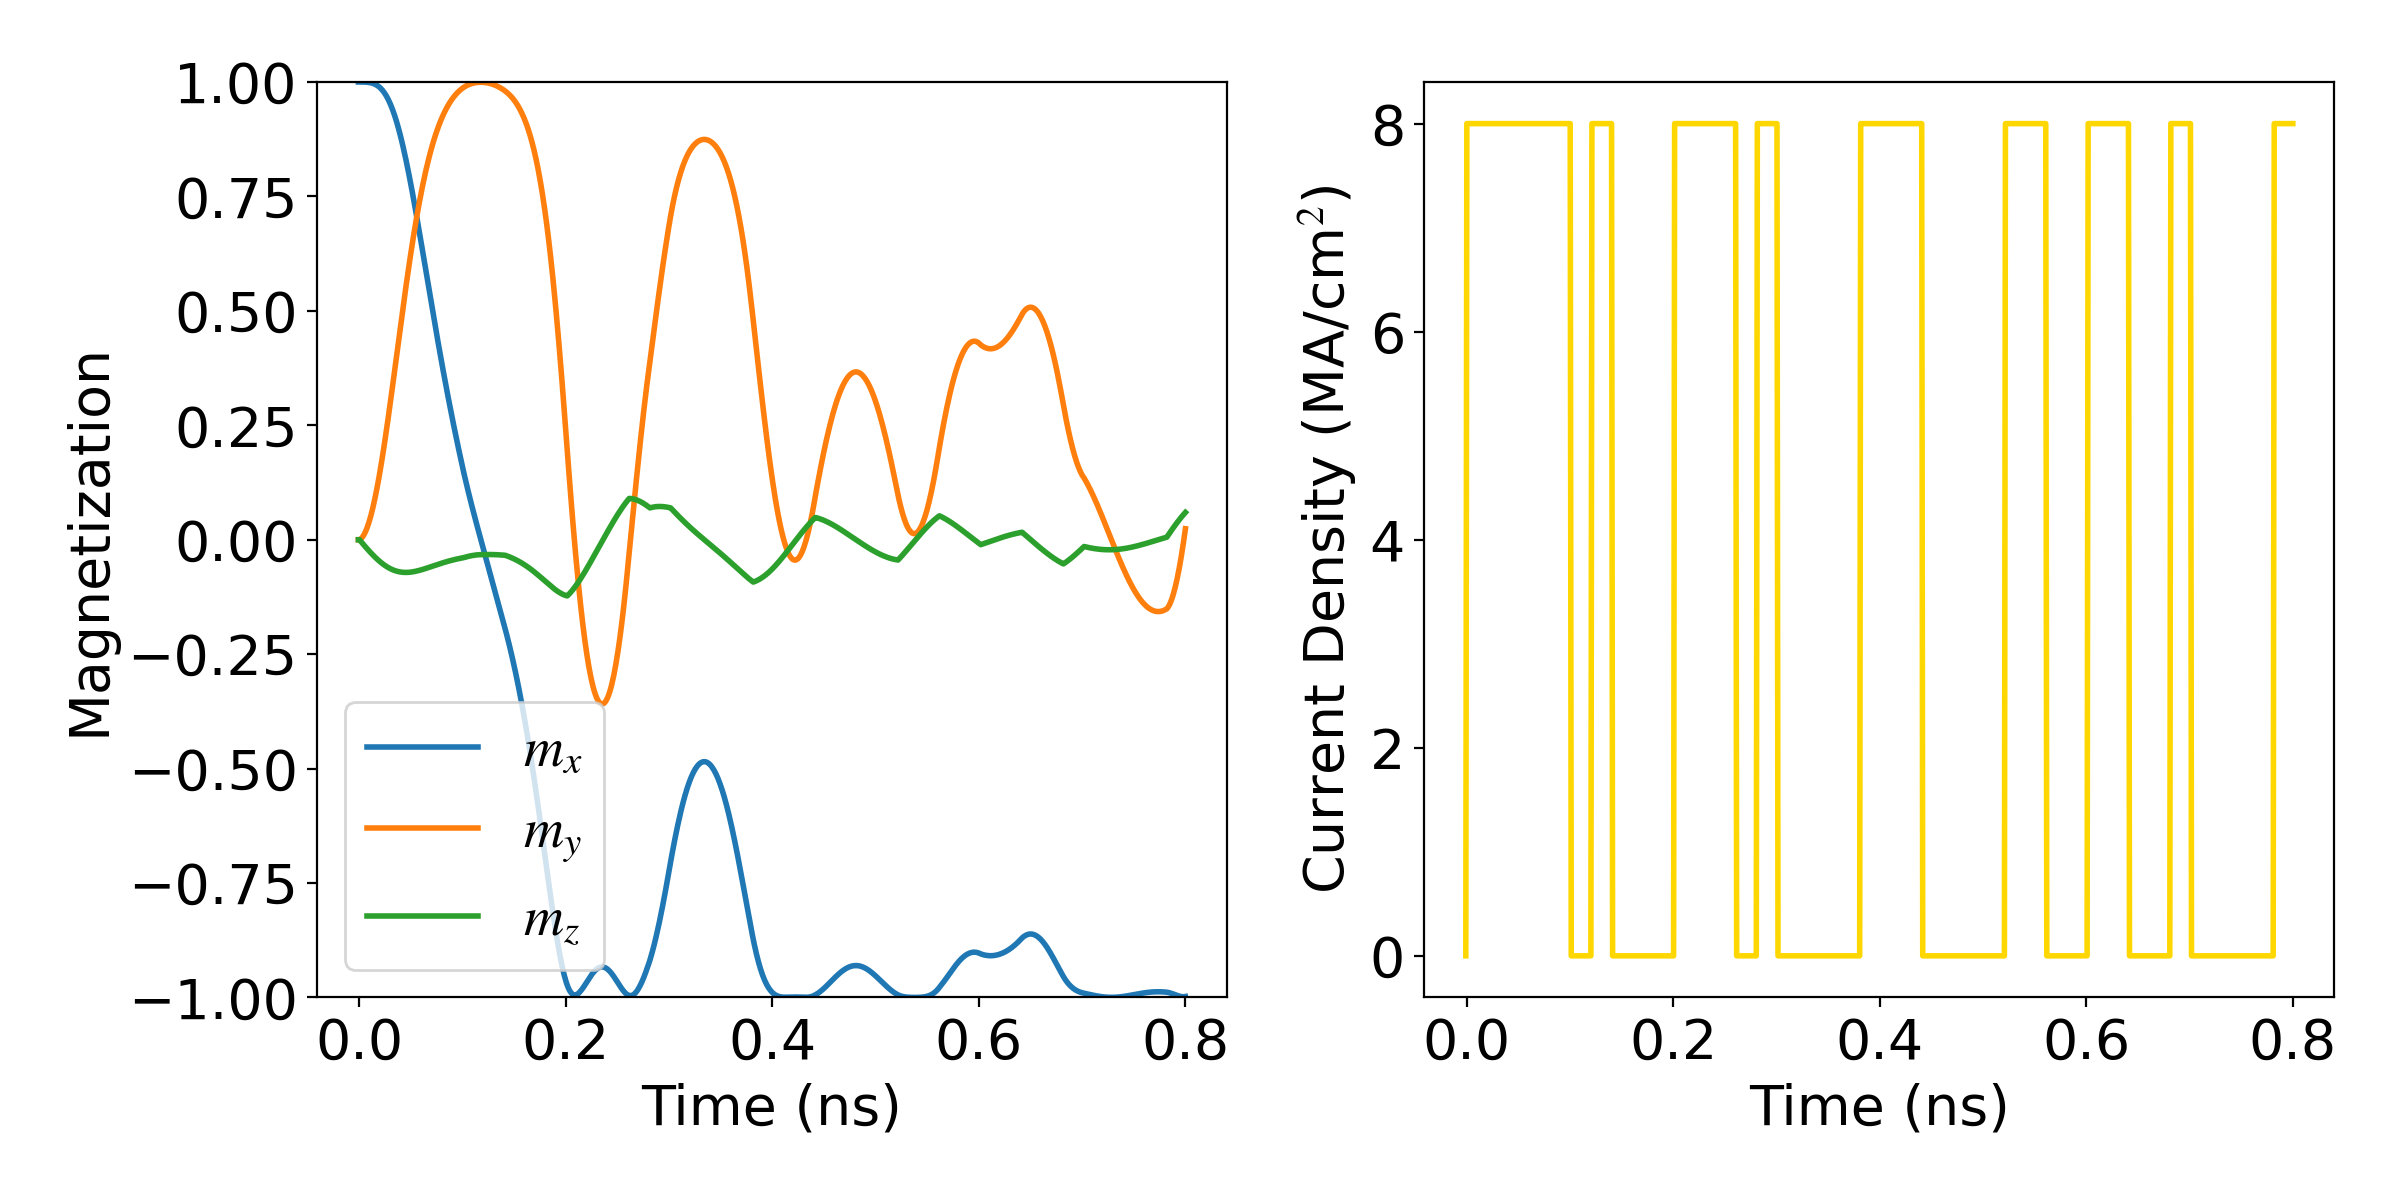 Magnetization
1.00
0.75
0.50
0.25
0.00
−0.25
−0.50
−0.75
−1.00
m_x
m_y
m_z
0.0 0.2 0.4 0.6 0.8
Time (ns)
Current Density (MA/cm²)
8
6
4
2
0
0.0 0.2 0.4 0.6 0.8
Time (ns)